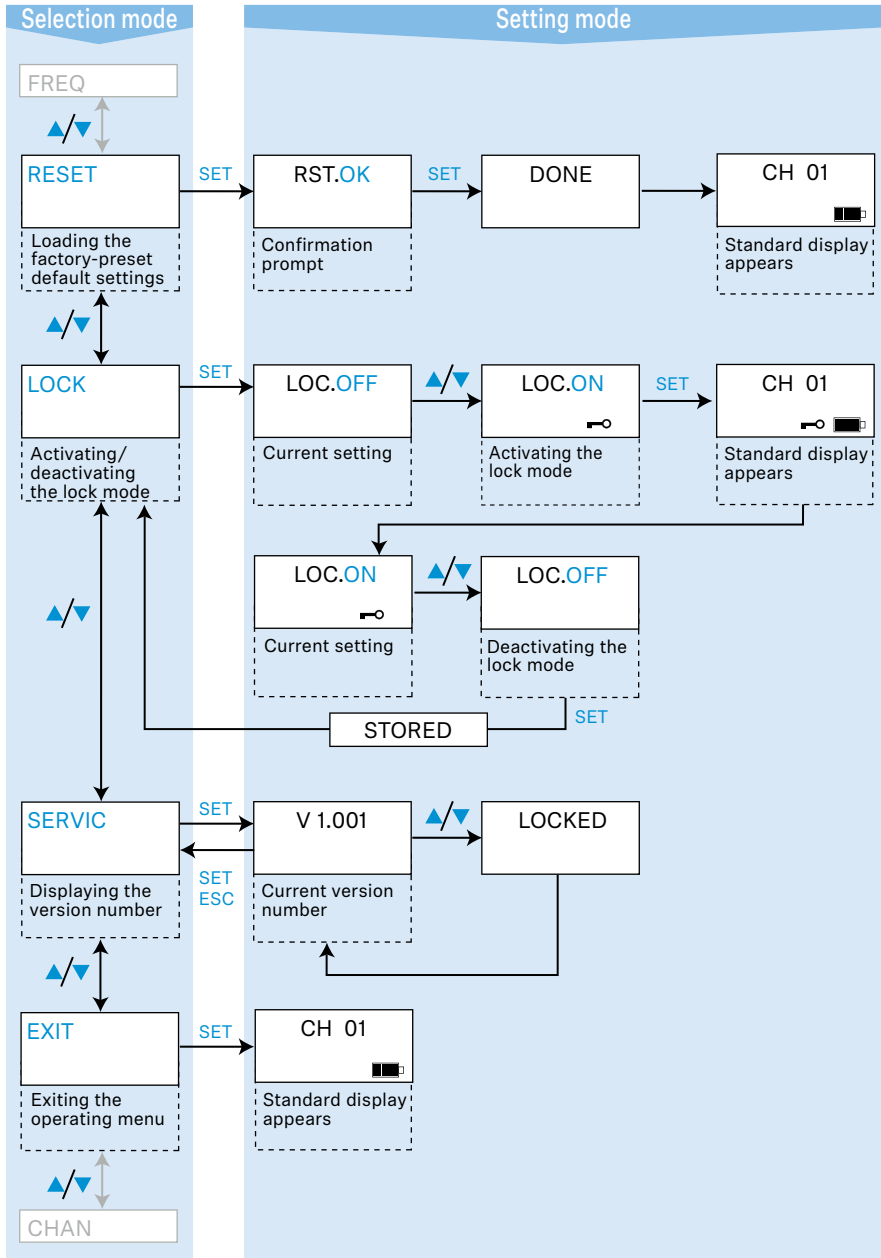 Selection mode
Setting mode
FREQ
▲/▼
RESET
SET
RST.OK
SET
DONE
CH 01
Loading the
factory-preset
default settings
Confirmation
prompt
Standard display
appears
▲/▼
LOCK
SET
LOC.OFF
▲/▼
LOC.ON
SET
CH 01
Activating/
deactivating
the lock mode
Current setting
Activating the
lock mode
Standard display
appears
▲/▼
LOC.ON
▲/▼
LOC.OFF
Current setting
Deactivating the
lock mode
SET
STORED
SERVIC
SET
V 1.001
▲/▼
LOCKED
SET
ESC
Displaying the
version number
Current version
number
▲/▼
EXIT
SET
CH 01
Exiting the
operating menu
Standard display
appears
▲/▼
CHAN